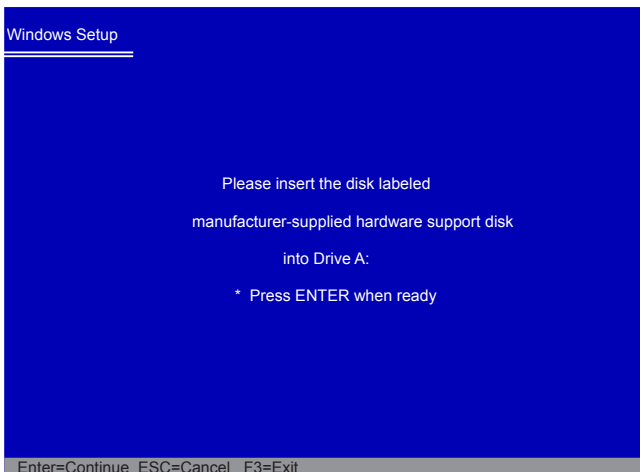 Windows Setup
Please insert the disk labeled
manufacturer-supplied hardware support disk
into Drive A:
* Press ENTER when ready
Enter=Continue ESC=Cancel F3=Exit